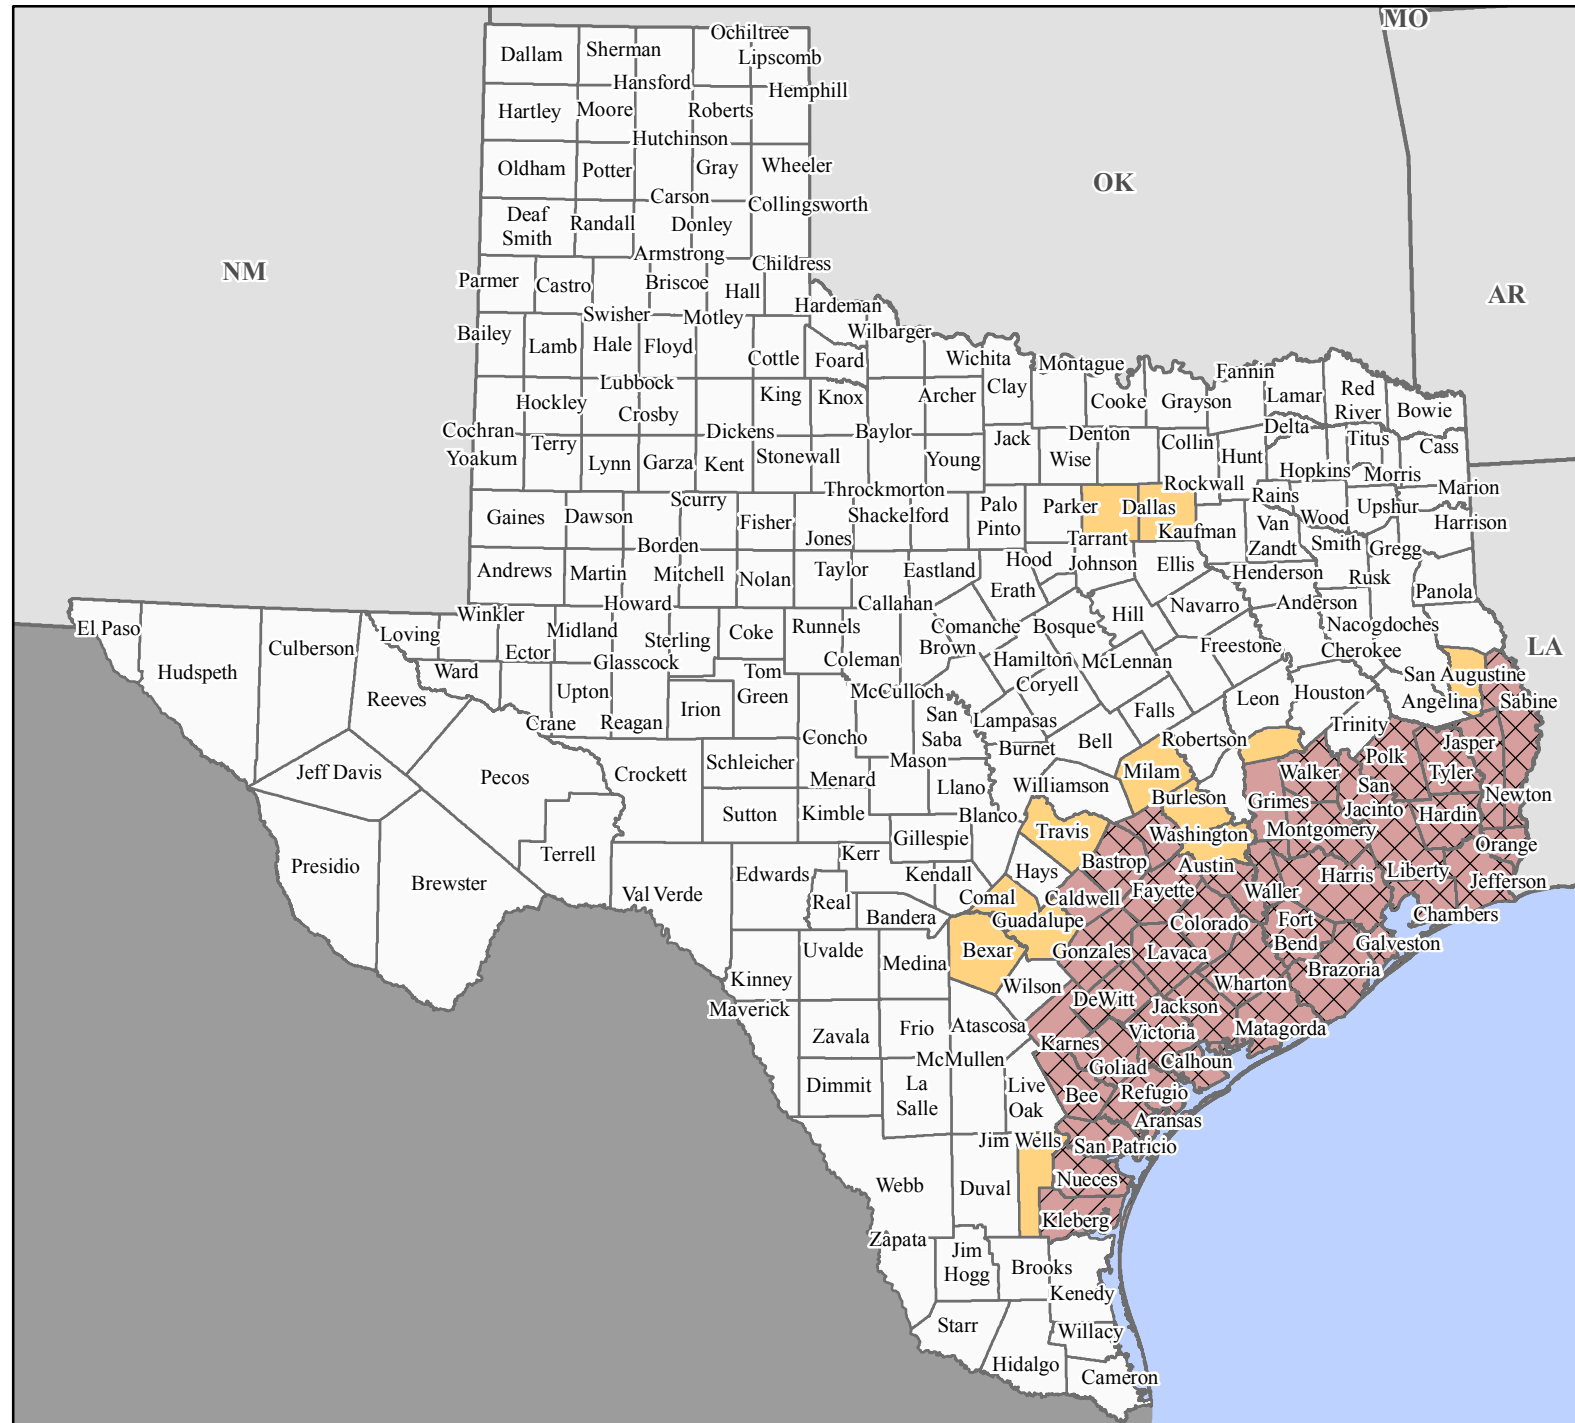 MO
Ochiltree
Dallam
Sherman
Lipscomb
Hansford
Hemphill
Hartley
Moore
Roberts
Hutchinson
Oldham
Potter
Gray
Wheeler
OK
Carson
Collingsworth
Deaf
Smith
Randall
Donley
Armstrong
Childress
NM
Parmer
Castro
Briscoe
Hall
AR
Hardeman
Swisher
Motley
Bailey
Lamb
Hale
Floyd
Cottle
Foard
Wilbarger
Wichita
Montague
Fannin
Lubbock
Hockley
Crosby
King
Knox
Archer
Clay
Cooke
Grayson
Lamar
Red
River
Bowie
Cochran
Terry
Dickens
Baylor
Jack
Denton
Collin
Delta
Titus
Cass
Yoakum
Lynn
Garza
Kent
Stonewall
Young
Wise
Hunt
Hopkins
Morris
Throckmorton
Rockwall
Marion
Scurry
Gaines
Dawson
Fisher
Jones
Shackelford
Palo
Pinto
Parker
Dallas
Rains
Wood
Upshur
Harrison
Borden
Tarrant
Kaufman
Van
Zandt
Smith
Gregg
Andrews
Martin
Mitchell
Nolan
Taylor
Eastland
Hood
Johnson
Ellis
Henderson
Rusk
Panola
Erath
Winkler
Howard
Callahan
Hill
Navarro
Anderson
El Paso
Loving
Midland
Sterling
Coke
Runnels
Comanche
Bosque
Nacogdoches
Hudspeth
Culberson
Ector
Glasscock
Coleman
Brown
Hamilton
McLennan
Freestone
Cherokee
LA
Ward
Tom
Green
Coryell
San Augustine
Reeves
Upton
Irion
McCulloch
Leon
Houston
Angelina
Sabine
Crane
Reagan
San
Saba
Lampasas
Falls
Trinity
Concho
Burnet
Bell
Robertson
Jasper
Jeff Davis
Pecos
Crockett
Schleicher
Menard
Mason
Llano
Williamson
Milam
Walker
Polk
Tyler
San
Jacinto
Newton
Sutton
Kimble
Blanco
Burleson
Grimes
Hardin
Gillespie
Travis
Washington
Montgomery
Orange
Presidio
Terrell
Kerr
Bastrop
Austin
Brewster
Val Verde
Edwards
Kendall
Hays
Harris
Liberty
Jefferson
Real
Comal
Caldwell
Fayette
Waller
Bandera
Guadalupe
Colorado
Fort
Bend
Chambers
Uvalde
Medina
Bexar
Gonzales
Lavaca
Galveston
Kinney
Wilson
Wharton
Brazoria
Maverick
DeWitt
Jackson
Zavala
Frio
Atascosa
Karnes
Victoria
Matagorda
McMullen
Goliad
Calhoun
Dimmit
La
Salle
Live
Oak
Bee
Refugio
Aransas
Jim Wells
San Patricio
Webb
Duval
Nueces
Kleberg
Zapata
Jim
Hogg
Brooks
Kenedy
Starr
Willacy
Hidalgo
Cameron